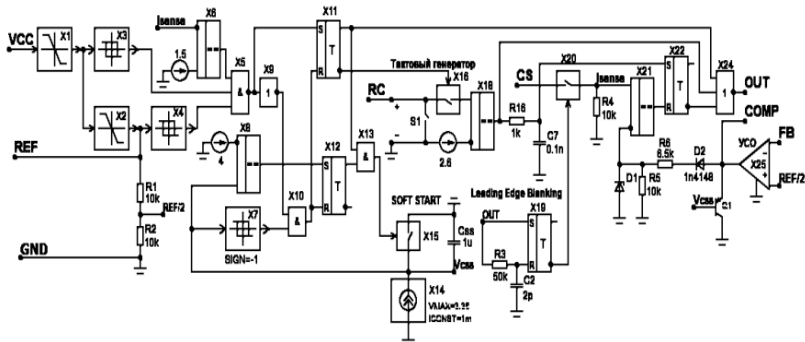 Isense
X6
X11
VCC
X1
X3
1.5
==
X5
&
X9
1
S
T
R
Тактовый генератор
X16
X18
X20
CS
Isense
X21
X22
X24
S
T
R
1
OUT
RC
+
S1
-
2.6
==
R16
1k
C7
0.1n
R4
10k
==
COMP
X2
X4
X8
4
==
X12
S
T
R
X13
&
REF
R1
10k
REF/2
R2
10k
GND
X7
SIGN=-1
X10
&
SOFT START
X15
Css
1u
Vcss
X14
VMAX=3.35
ICONST=1m
Leading Edge Blanking
OUT
X19
S
T
R
R3
50k
C2
2p
D1
R5
10k
R6
6.5k
D2
1n4148
УСО
X25
-
+
FB
REF/2
Vcss
Q1